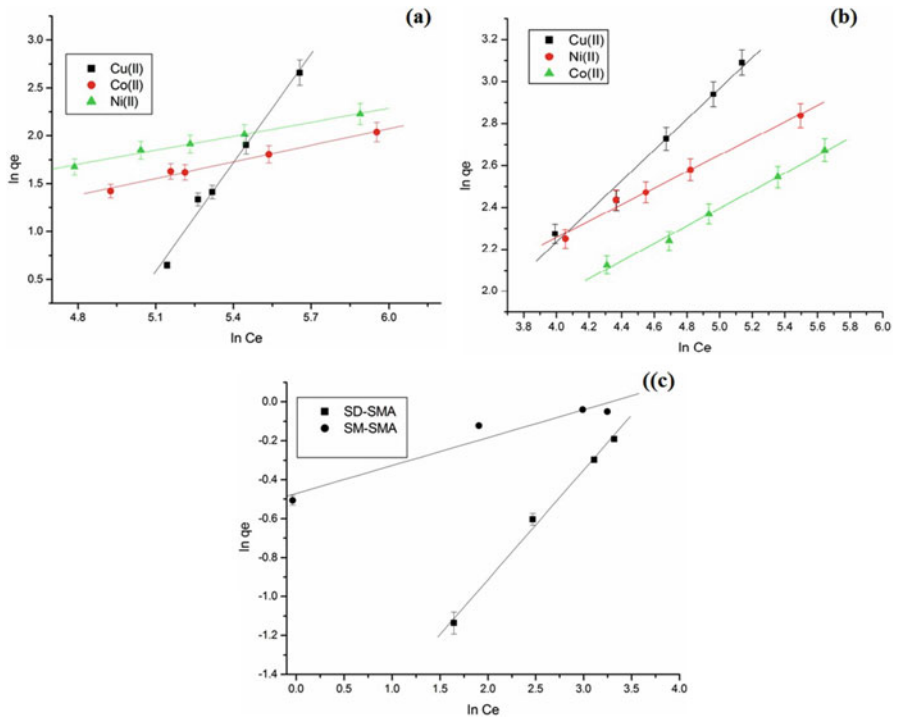 (a)
Cu(II)
Co(II)
Ni(II)
ln qe
3.0
2.5
2.0
1.5
1.0
0.5
4.8 5.1 5.4 5.7 6.0
ln Ce
(b)
Cu(II)
Ni(II)
Co(II)
ln qe
3.2
3.0
2.8
2.6
2.4
2.2
2.0
3.8 4.0 4.2 4.4 4.6 4.8 5.0 5.2 5.4 5.6 5.8 6.0
ln Ce
((c)
SD-SMA
SM-SMA
ln qe
0.0
-0.2
-0.4
-0.6
-0.8
-1.0
-1.2
-1.4
0.0 0.5 1.0 1.5 2.0 2.5 3.0 3.5 4.0
ln Ce